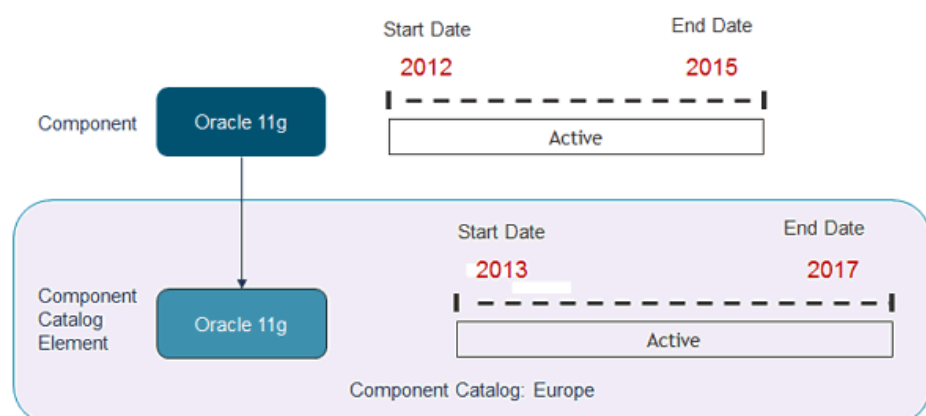 Start Date
End Date
2012
2015
Component
Oracle 11g
Active
Start Date
End Date
2013
2017
Component
Catalog
Element
Oracle 11g
Active
Component Catalog: Europe